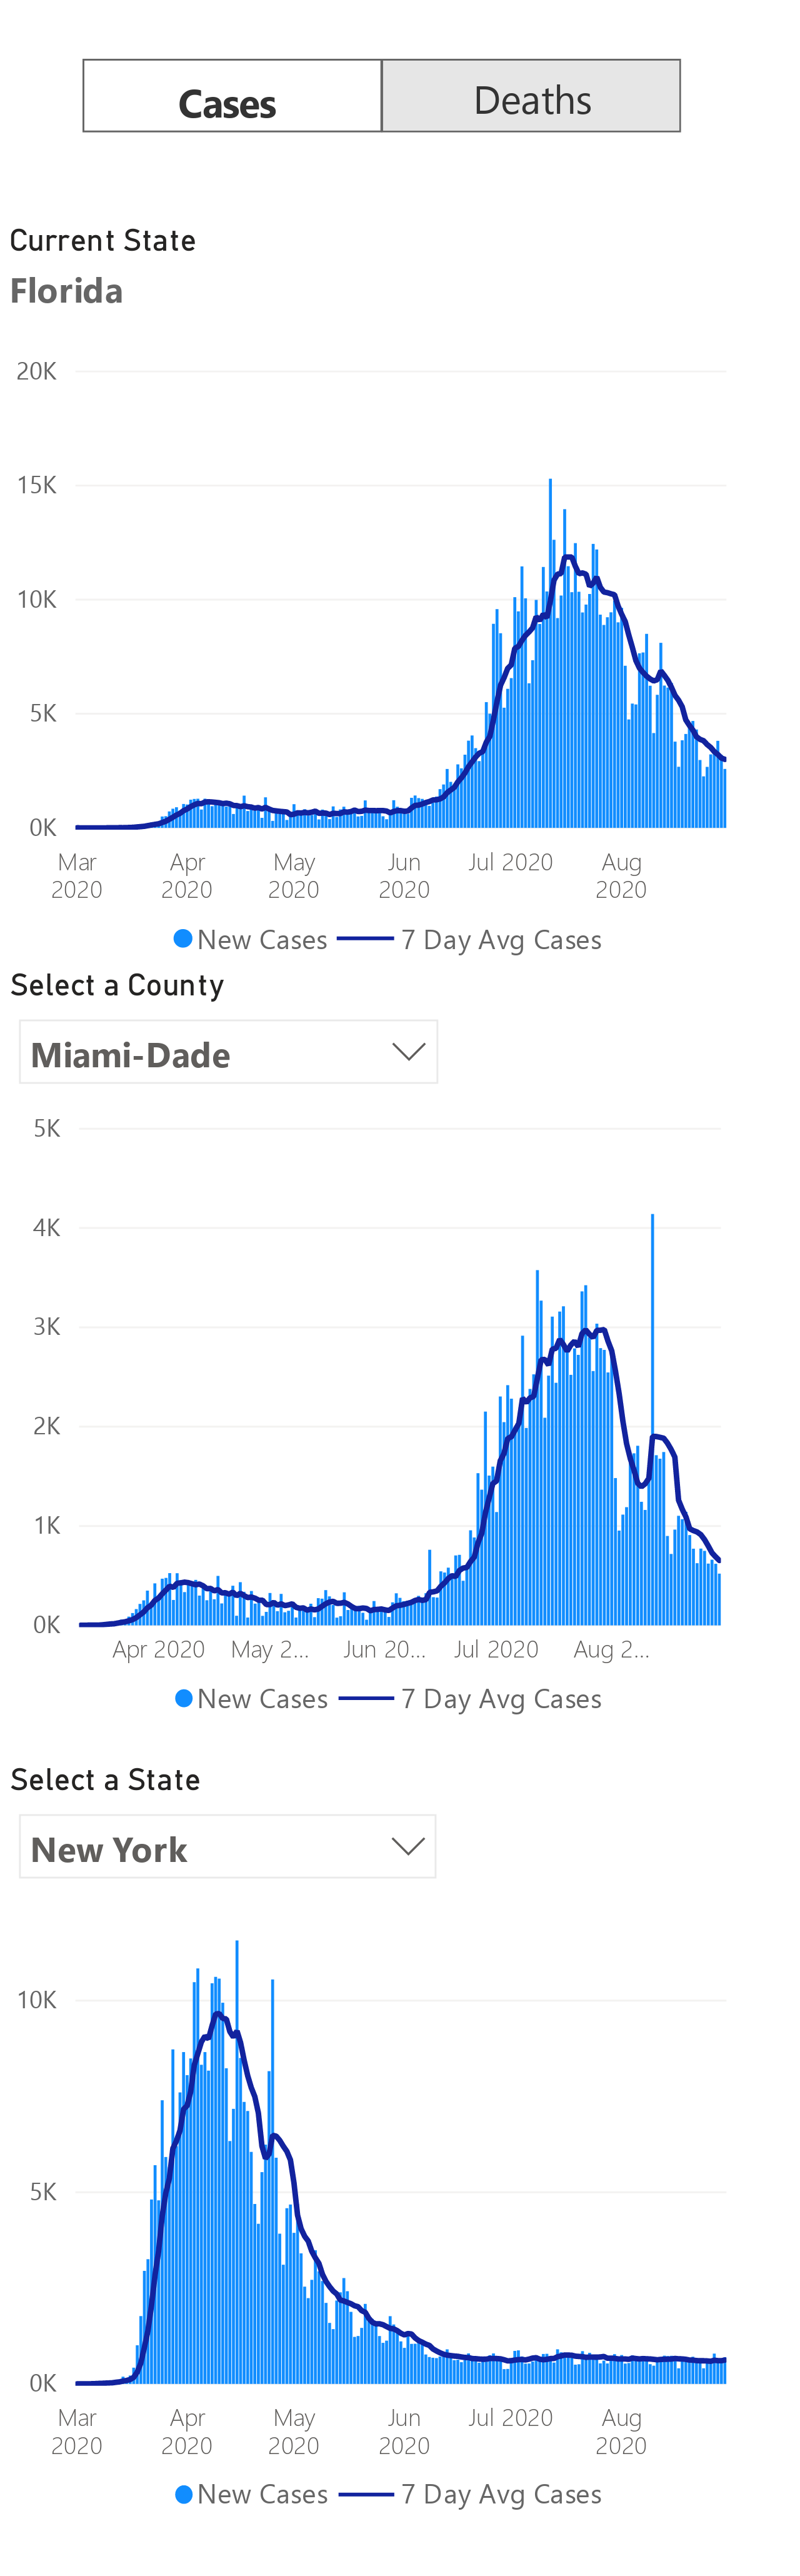 Cases Deaths
Current State
Florida
20K
15K
10K
5K
0K
Mar Apr May Jun Jul 2020 Aug
2020 2020 2020 2020 2020
New Cases 7 Day Avg Cases
Select a County
Miami-Dade
5K
4K
3K
2K
1K
0K
Apr 2020 May 2... Jun 20... Jul 2020 Aug 2...
New Cases 7 Day Avg Cases
Select a State
New York
10K
5K
0K
Mar Apr May Jun Jul 2020 Aug
2020 2020 2020 2020 2020
New Cases 7 Day Avg Cases